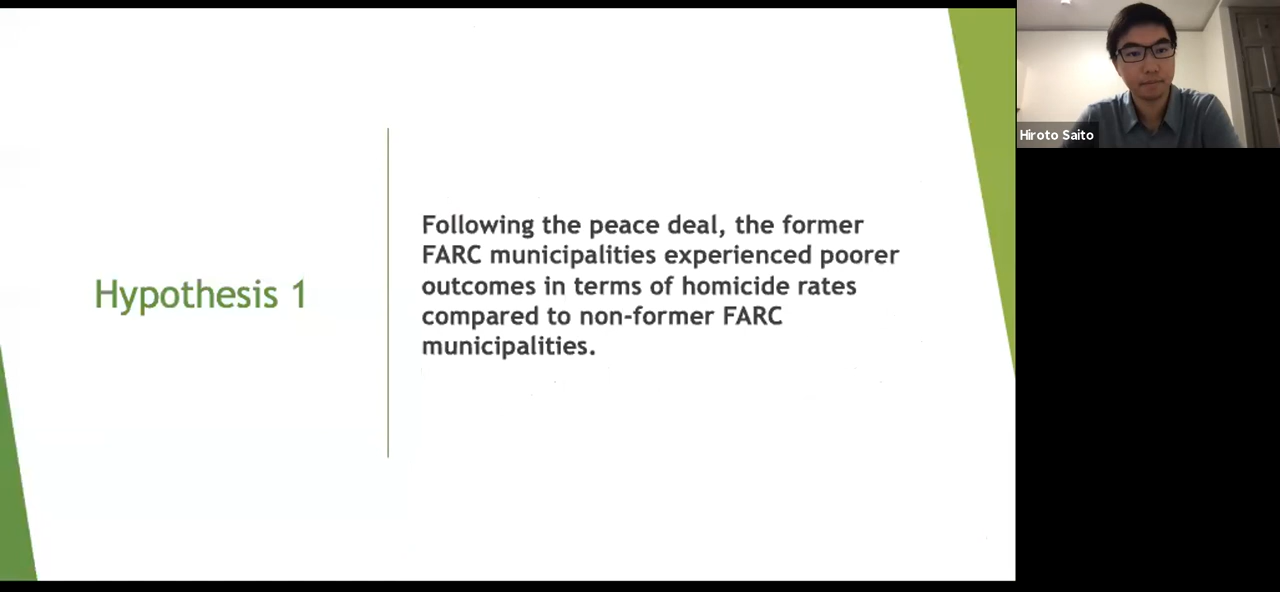 Hypothesis 1
Following the peace deal, the former
FARC municipalities experienced poorer
outcomes in terms of homicide rates
compared to non-former FARC
municipalities.
Hiroto Saito